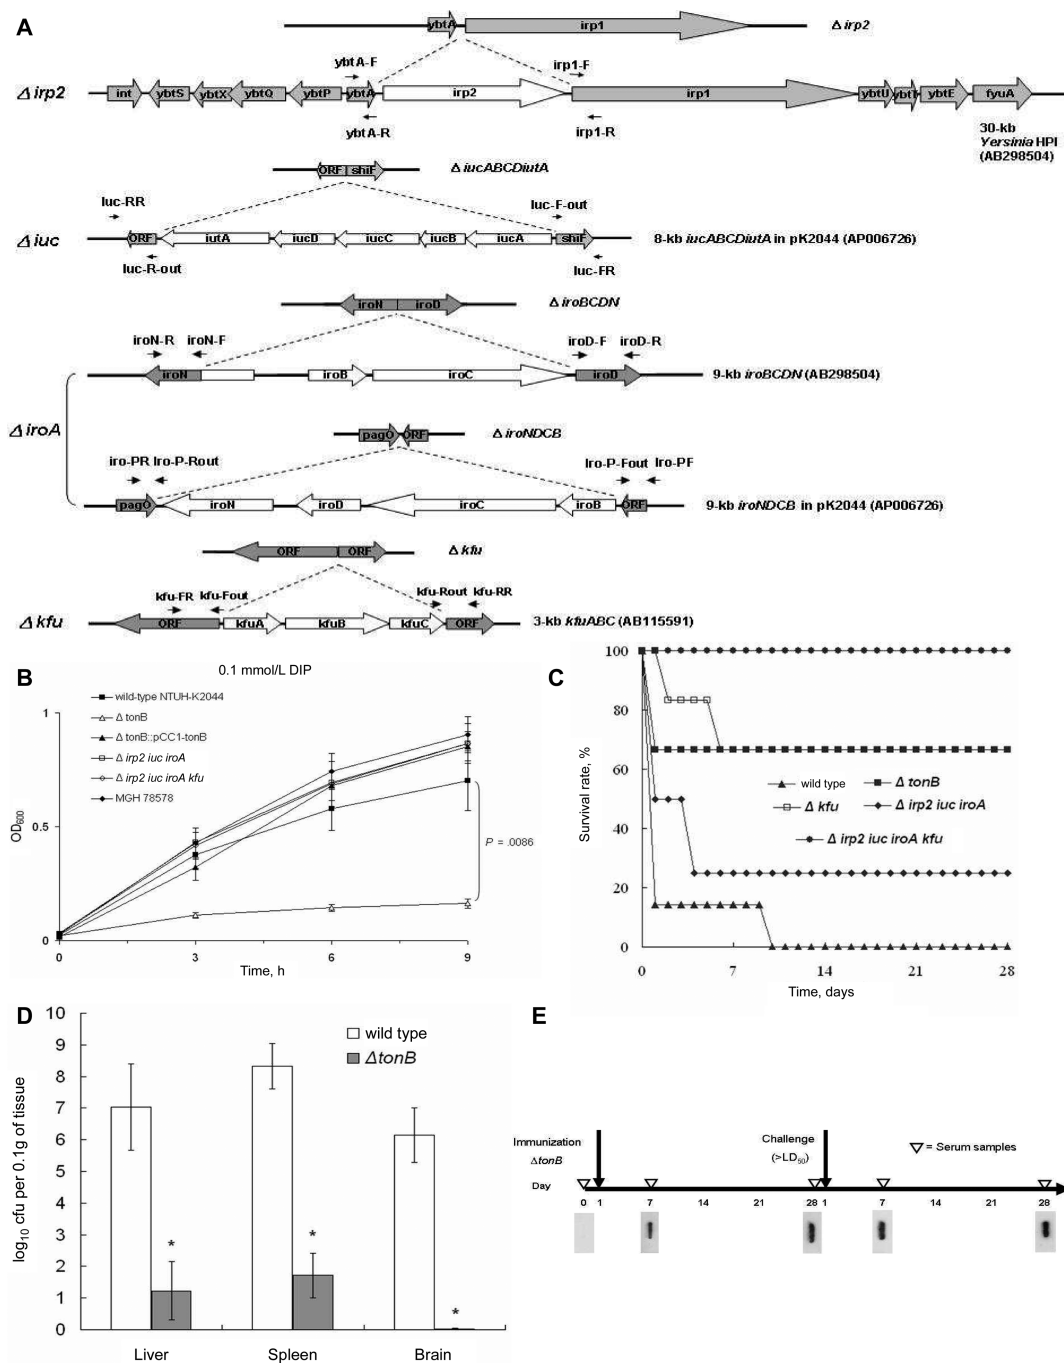 A
ybtA irp1 Δ irp2
ybtA-F irp1-F
Δ irp2 int ybtS ybtX ybtQ ybtP ybtA irp2 irp1 ybtU ybtT ybtE fyuA
ybtA-R irp1-R
30-kb
Yersinia HPI
(AB298504)
ORF shiF Δ iucABCDiutA
Iuc-RR Iuc-F-out
Δ iuc ORF iutA iucD iucC iucB iucA shiF 8-kb iucABCDiutA in pK2044 (AP006726)
Iuc-R-out Iuc-FR
iroN iroD Δ iroBCDN
iroN-R iroN-F iroD-F iroD-R
iroN iroB iroC iroD 9-kb iroBCDN (AB298504)
Δ iroA
pagO ORF Δ iroNDCB
iro-PR Iro-P-Rout Iro-P-Fout Iro-PF
pagO iroN iroD iroC iroB ORF 9-kb iroNDCB in pK2044 (AP006726)
ORF ORF Δ kfu
kfu-FR kfu-Fout kfu-Rout kfu-RR
Δ kfu ORF kfuA kfuB kfuC ORF 3-kb kfuABC (AB115591)
B
0.1 mmol/L DIP
wild-type NTUH-K2044
Δ tonB
Δ tonB::pCC1-tonB
Δ irp2 iuc iroA
Δ irp2 iuc iroA kfu
MGH 78578
1
0.5
0
OD600
P = .0086
0 3 6 9
Time, h
C
100
80
60
40
20
0
Survival rate, %
wild type Δ tonB
Δ kfu Δ irp2 iuc iroA
Δ irp2 iuc iroA kfu
0 7 14 21 28
Time, days
D
wild type
ΔtonB
10
9
8
7
6
5
4
3
2
1
0
log10 cfu per 0.1g of tissue
* * *
Liver Spleen Brain
E
Immunization
ΔtonB
Challenge
(>LD50)
= Serum samples
Day
0 1 7 14 21 28 1 7 14 21 28